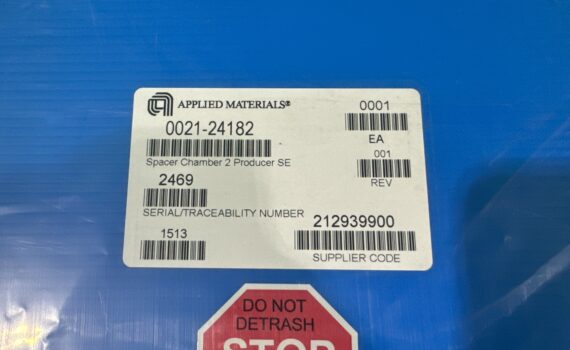 APPLIED MATERIALS®
0001
0021-24182
EA
Spacer Chamber 2 Producer SE
001
REV
2469
SERIAL/TRACEABILITY NUMBER
212939900
1513
SUPPLIER CODE
DO NOT
DETRASH
STOP